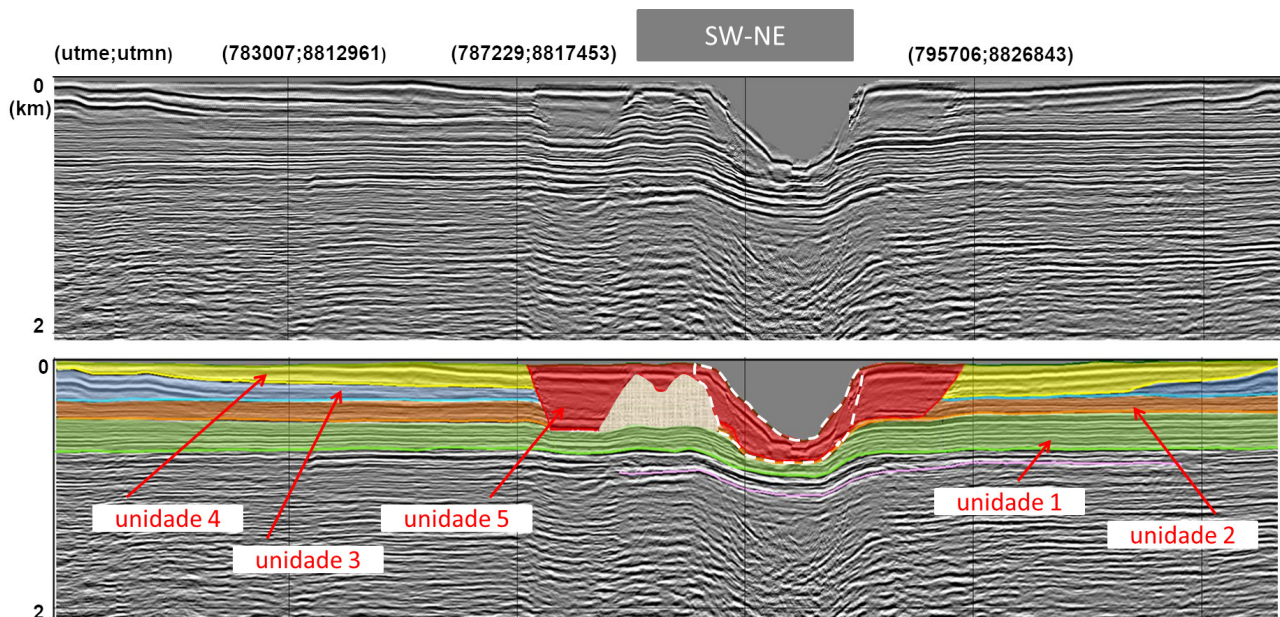 SW-NE
(utme;utmn)
(783007;8812961)
(787229;8817453)
(795706;8826843)
0
(km)
2
0
unidade 4
unidade 5
unidade 1
unidade 2
unidade 3
2